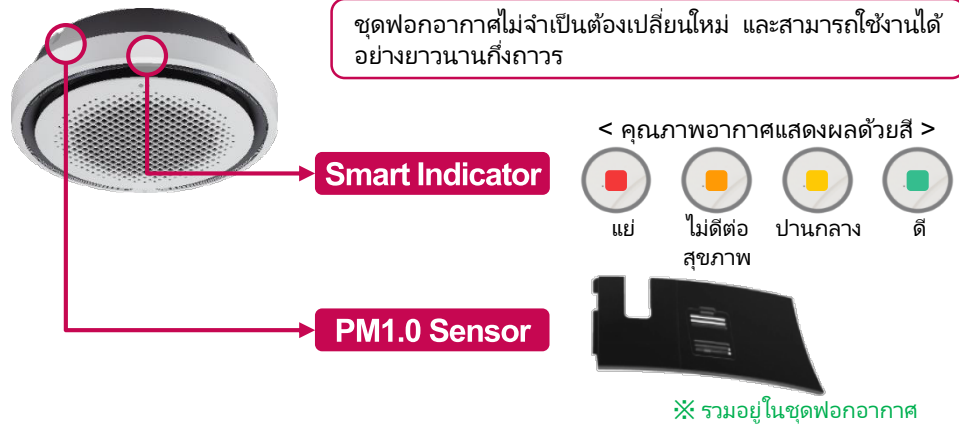 ชุดฟอกอากาศไม่จำเป็นต้องเปลี่ยนใหม่ และสามารถใช้งานได้
อย่างยาวนานกึ่งถาวร
< คุณภาพอากาศแสดงผลด้วยสี >
Smart Indicator
แย่
ไม่ดีต่อ
สุขภาพ
ปานกลาง
ดี
PM1.0 Sensor
※ รวมอยู่ในชุดฟอกอากาศ